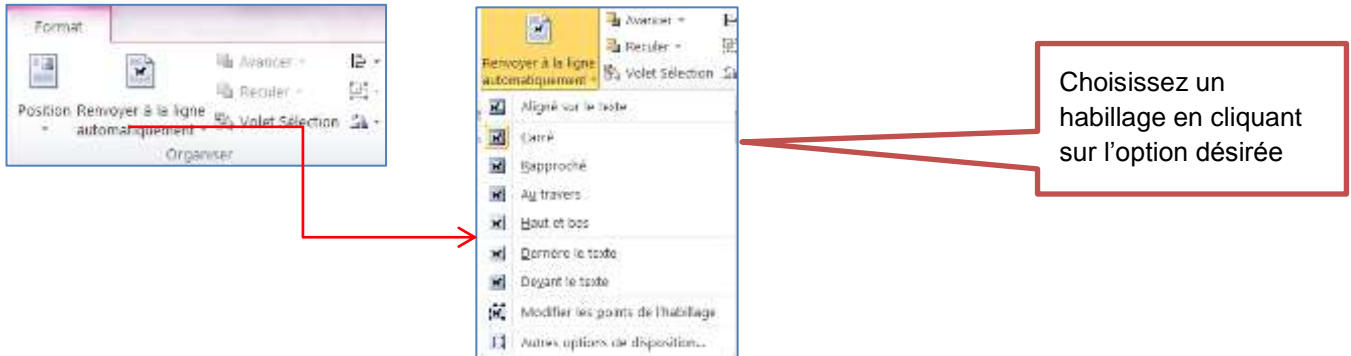 Format
Position
Renvoyer à la ligne
automatiquement
Avancer
Reculer
Volet Sélection
Organiser
Renvoyer à la ligne
automatiquement
Avancer
Reculer
Volet Sélection
Aligné sur le texte
Carré
Rapproché
Au travers
Haut et bas
Derrière le texte
Devant le texte
Modifier les points de l'habillage
Autres options de disposition...
Choisissez un
habillage en cliquant
sur l’option désirée